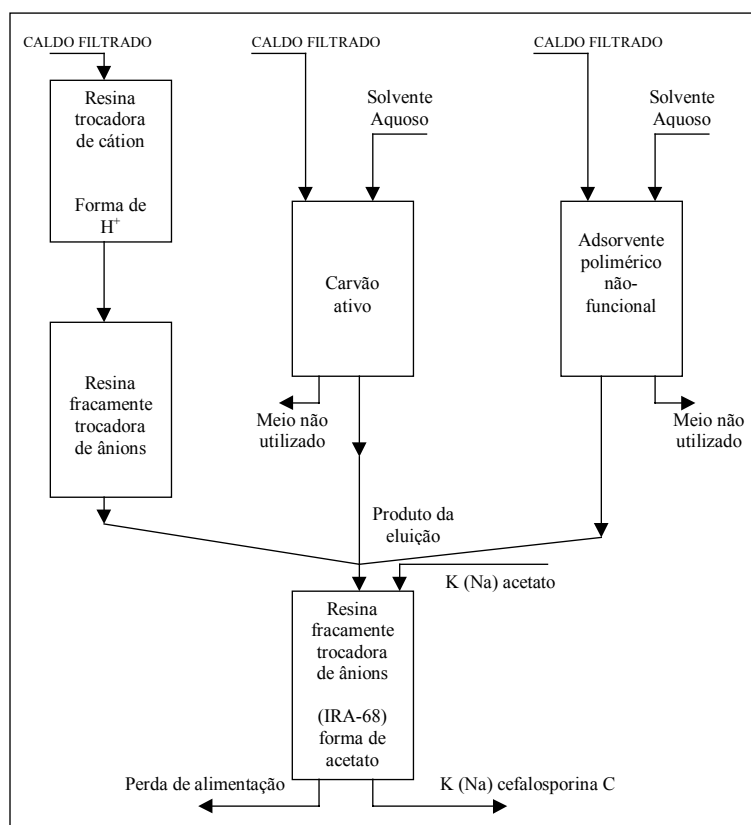 CALDO FILTRADO
CALDO FILTRADO
CALDO FILTRADO
Resina
trocadora
de cátion
Forma de
H⁺
Solvente
Aquoso
Solvente
Aquoso
Carvão
ativo
Adsorvente
polimérico
não-
funcional
Resina
fracamente
trocadora
de ânions
Meio não
utilizado
Meio não
utilizado
Produto da
eluição
K (Na) acetato
Resina
fracamente
trocadora
de ânions
(IRA-68)
forma de
acetato
Perda de alimentação
K (Na) cefalosporina C